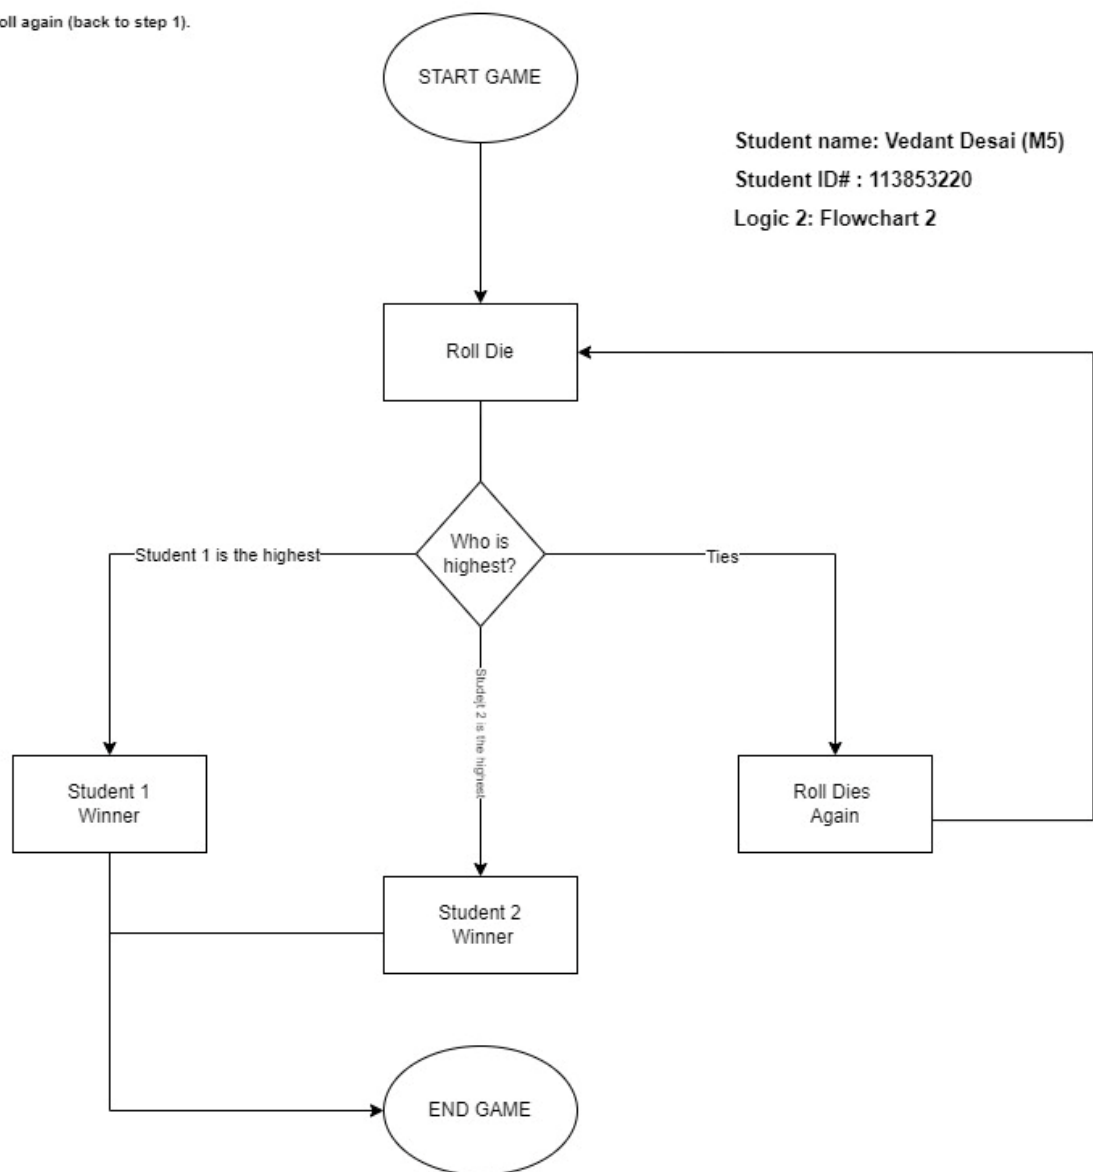 oll again (back to step 1).
START GAME
Student name: Vedant Desai (M5)
Student ID# : 113853220
Logic 2: Flowchart 2
Roll Die
Who is
highest?
Student 1 is the highest
Ties
Studejt 2 is the highest
Student 1
Winner
Roll Dies
Again
Student 2
Winner
END GAME